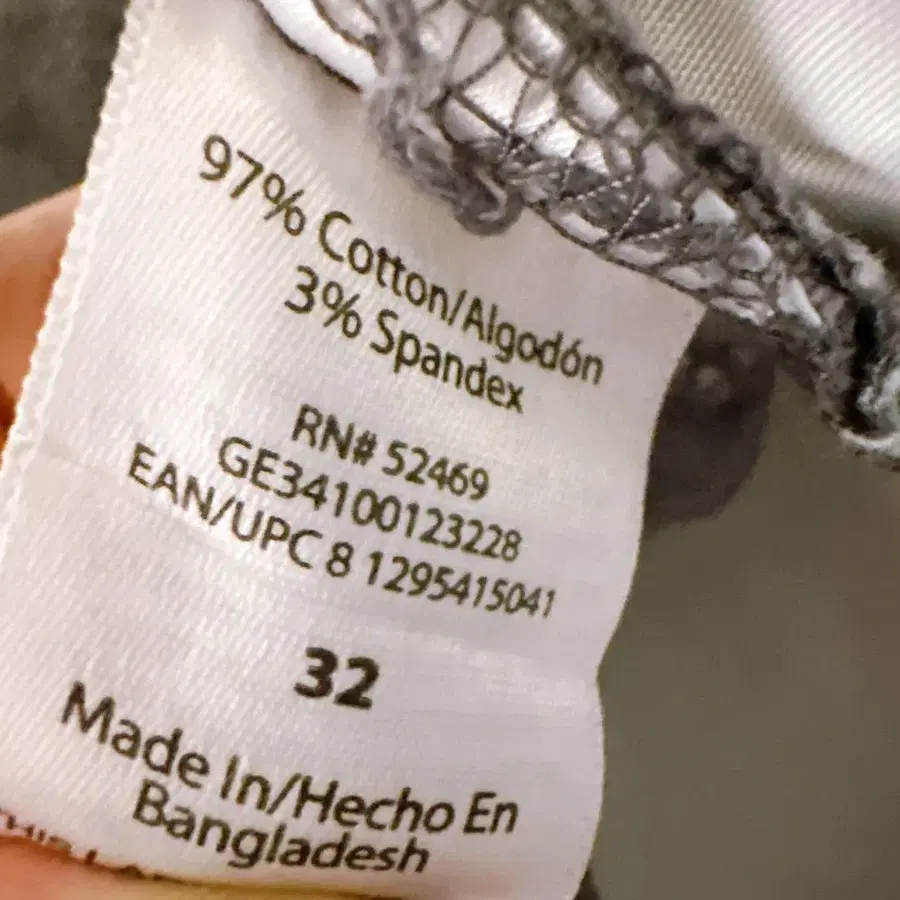 97% Cotton/Algodón
3% Spandex
RN# 52469
GE34100123228
EAN/UPC 8 1295415041
32
Made In/Hecho En
Bangladesh